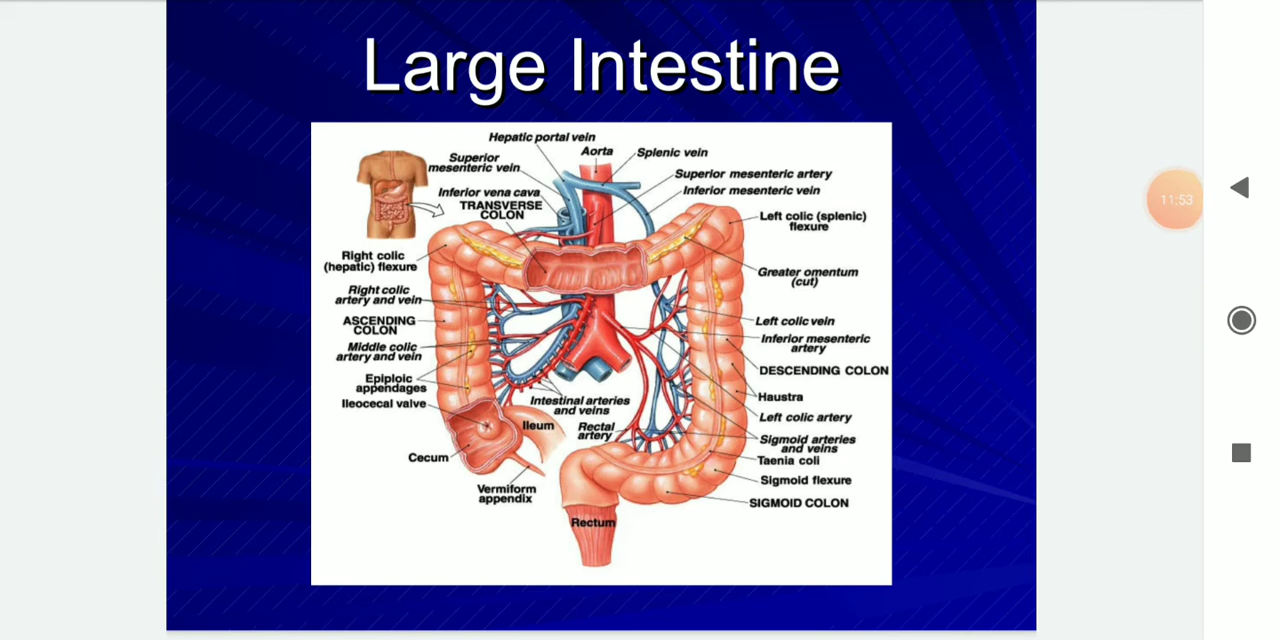 Large Intestine
Hepatic portal vein
Aorta
Splenic vein
Superior
mesenteric vein
Superior mesenteric artery
Inferior vena cava
Inferior mesenteric vein
TRANSVERSE
COLON
Left colic (splenic)
flexure
Right colic
(hepatic) flexure
Greater omentum
(cut)
Right colic
artery and vein
ASCENDING
COLON
Left colic vein
Middle colic
artery and vein
Inferior mesenteric
artery
DESCENDING COLON
Epiploic
appendages
Haustra
Ileocecal valve
Intestinal arteries
and veins
Left colic artery
Ileum
Rectal
artery
Sigmoid arteries
and veins
Cecum
Taenia coli
Vermiform
appendix
Sigmoid flexure
SIGMOID COLON
Rectum
11:53